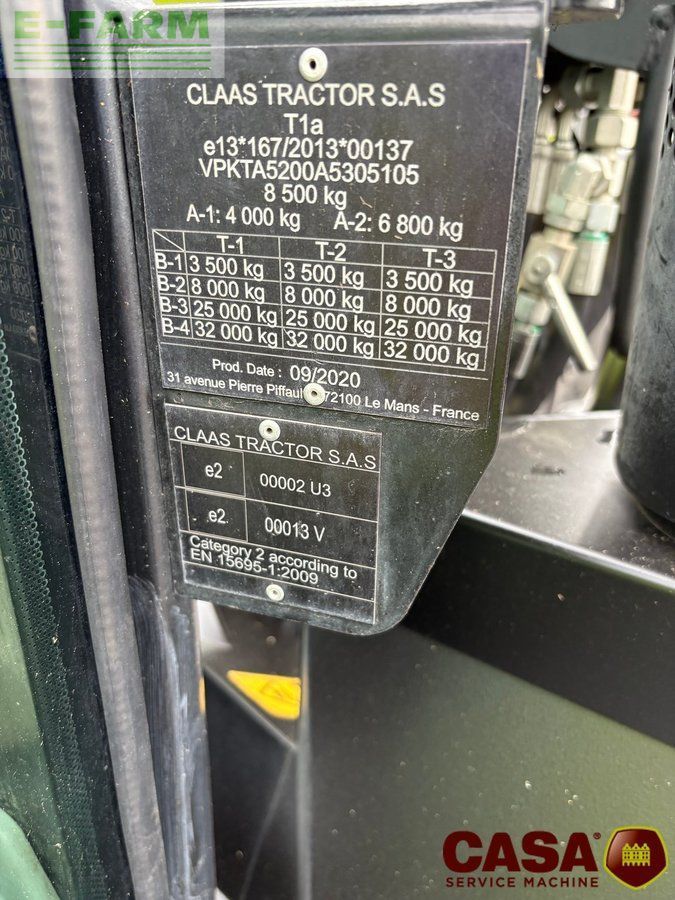 E-FARM
CLAAS TRACTOR S.A.S
T1a
e13*167/2013*00137
VPKTA5200A5305105
8 500 kg
A-1: 4 000 kg A-2: 6 800 kg
T-1 T-2 T-3
B-1 3 500 kg 3 500 kg 3 500 kg
B-2 8 000 kg 8 000 kg 8 000 kg
B-3 25 000 kg 25 000 kg 25 000 kg
B-4 32 000 kg 32 000 kg 32 000 kg
Prod. Date : 09/2020
31 avenue Pierre 72100 Le Mans - France
CLAAS TRACTOR S.A.S
e2 00002 U3
e2 00013 V
Category 2 according to
EN 15695-1:2009
CASA®
SERVICE MACHINE